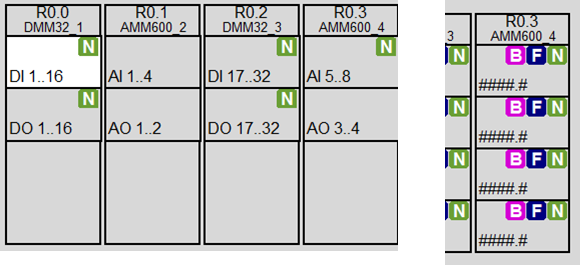 R0.0 R0.1 R0.2 R0.3
DMM32_1 AMM600_2 DMM32_3 AMM600_4
N N
DI 1..16 AI 1..4 DI 17..32 AI 5..8
N N
DO 1..16 AO 1..2 DO 17..32 AO 3..4
R0.3
3 AMM600_4
N B F N
####.#
N B F N
####.#
N B F N
####.#
N B F N
####.#